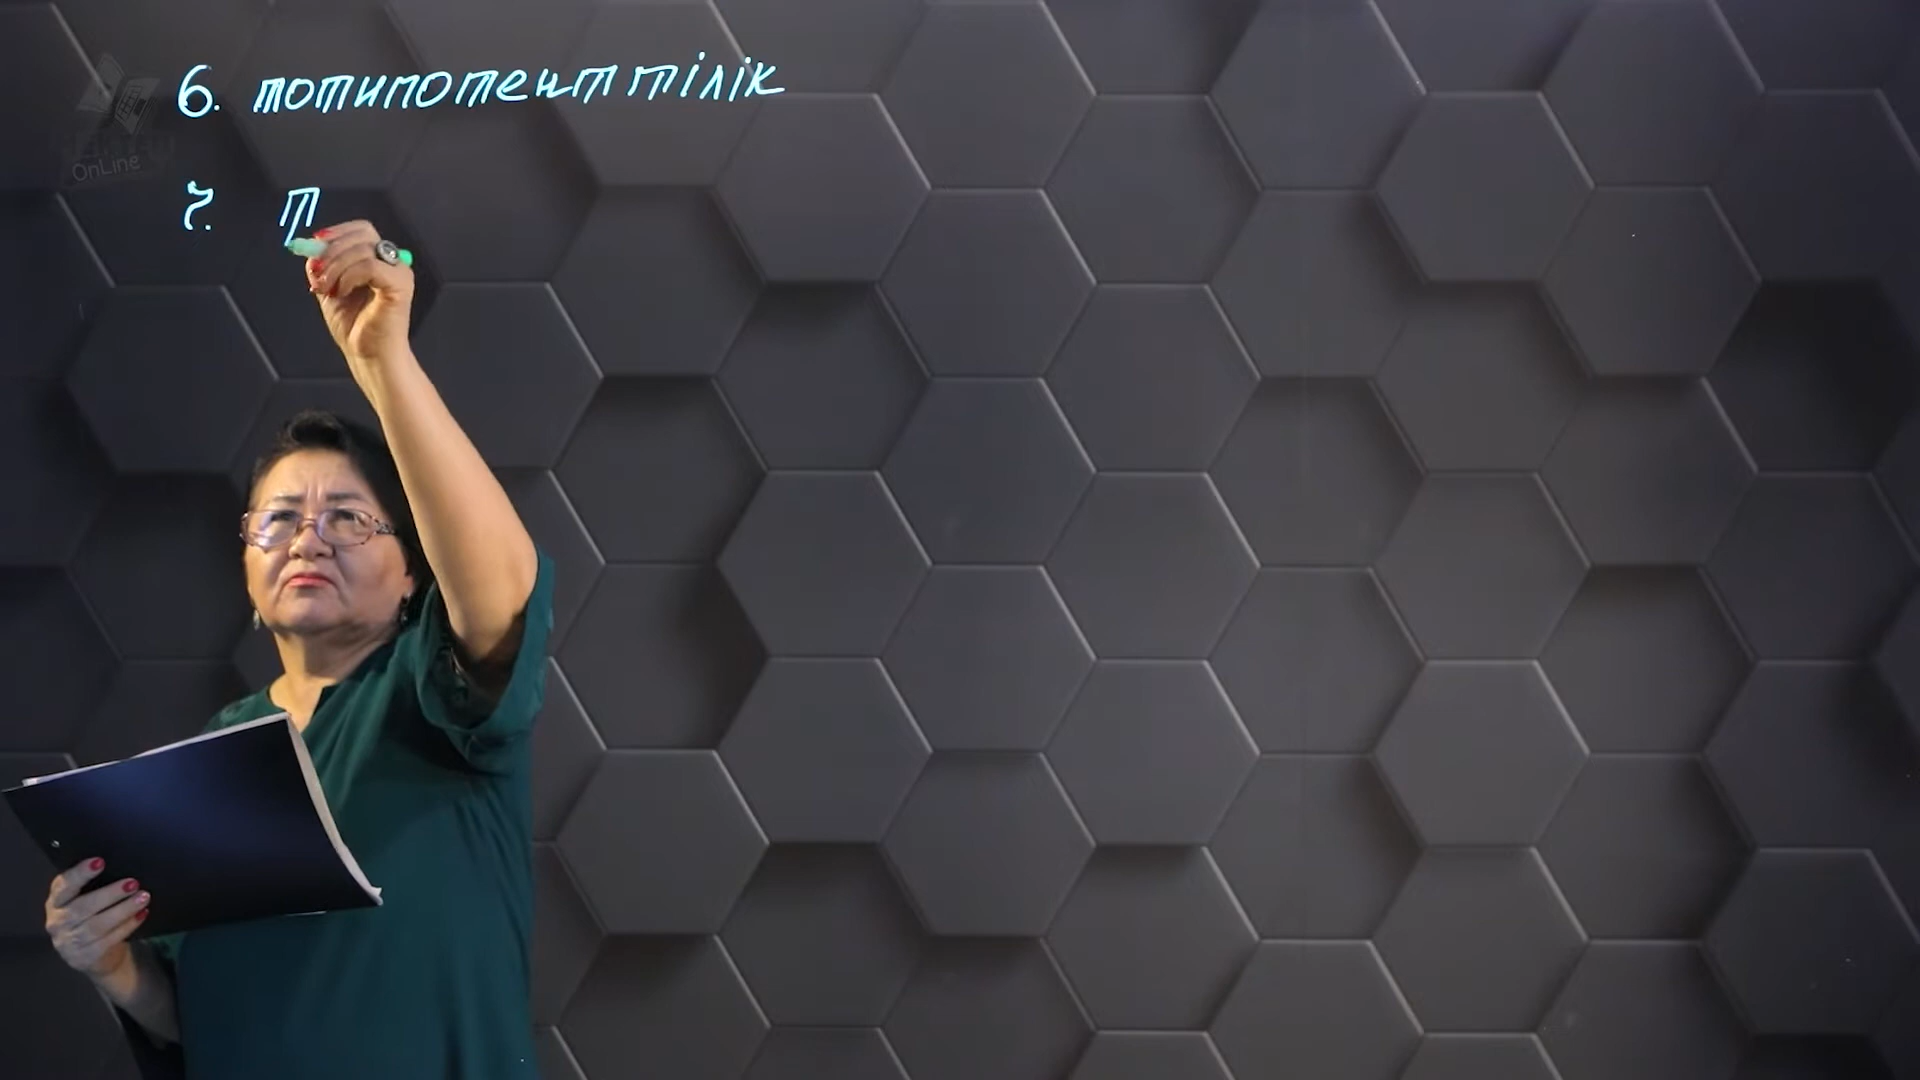 6. тотипотенттілік
7. П
OnLine